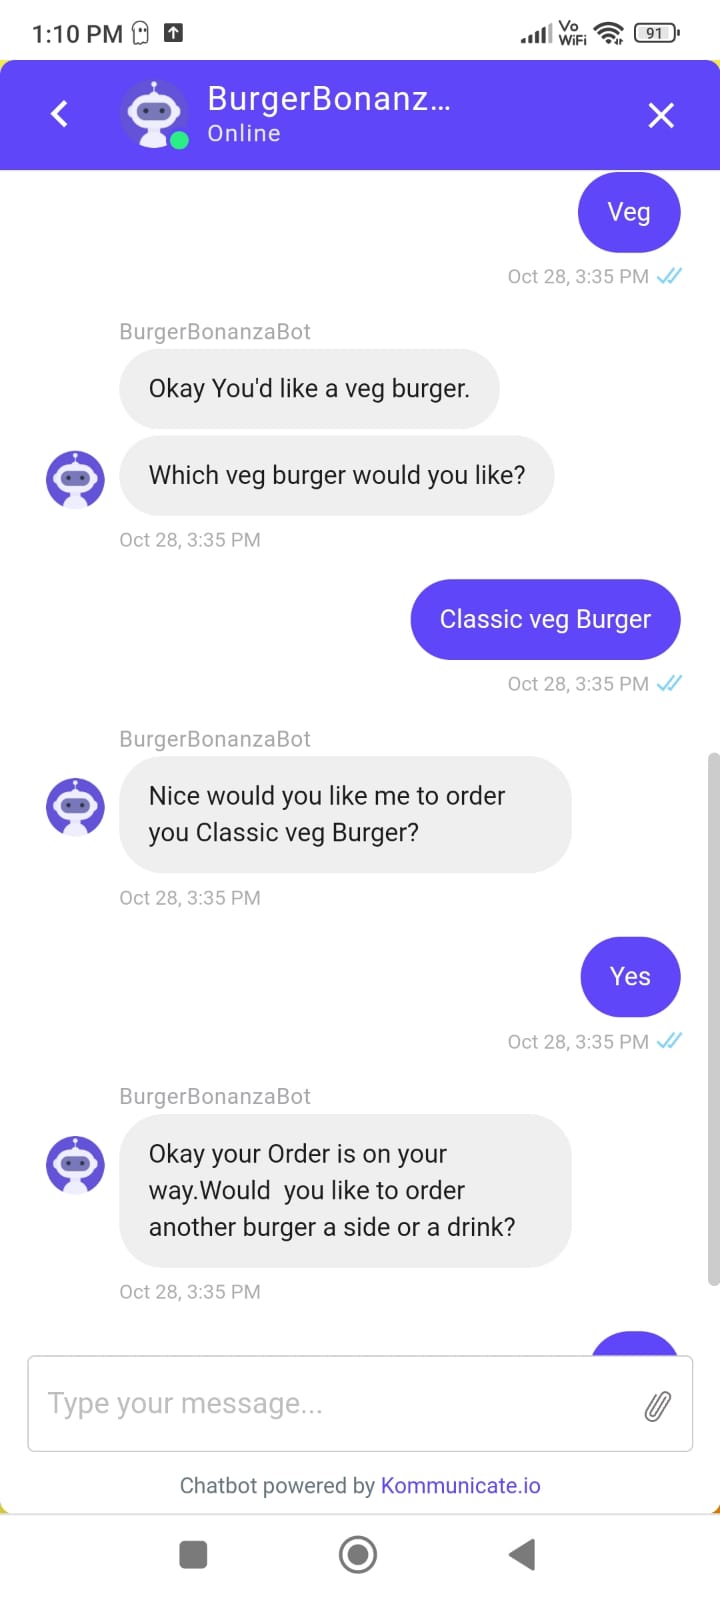 1:10 PM
Vo
WiFi
91
BurgerBonanz...
Online
Veg
Oct 28, 3:35 PM
BurgerBonanzaBot
Okay You'd like a veg burger.
Which veg burger would you like?
Oct 28, 3:35 PM
Classic veg Burger
Oct 28, 3:35 PM
BurgerBonanzaBot
Nice would you like me to order
you Classic veg Burger?
Oct 28, 3:35 PM
Yes
Oct 28, 3:35 PM
BurgerBonanzaBot
Okay your Order is on your
way.Would  you like to order
another burger a side or a drink?
Oct 28, 3:35 PM
Type your message...
Chatbot powered by Kommunicate.io